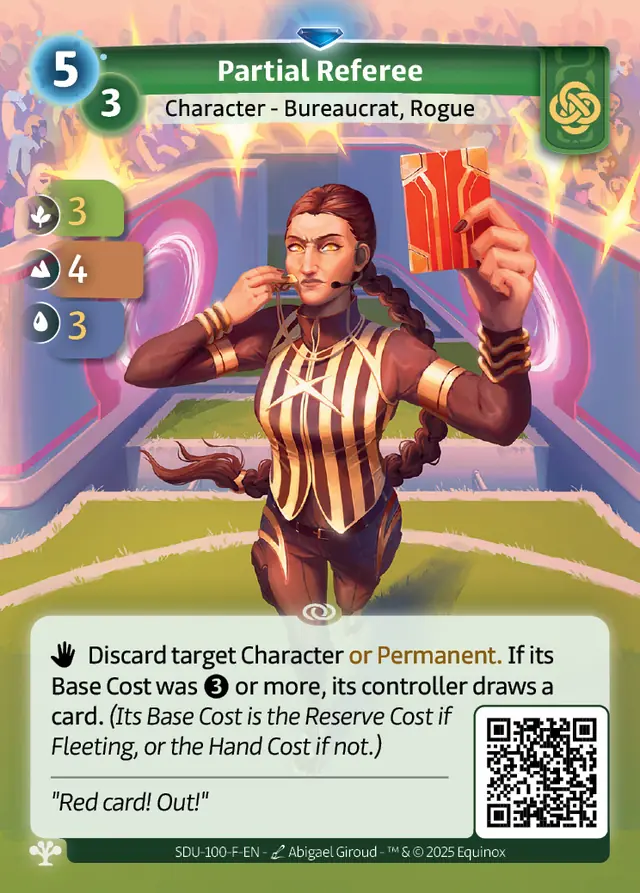 5
Partial Referee
3
Character - Bureaucrat, Rogue
3
4
3
Discard target Character or Permanent. If its
Base Cost was 3 or more, its controller draws a
card. (Its Base Cost is the Reserve Cost if
Fleeting, or the Hand Cost if not.)
"Red card! Out!"
SDU-100-F-EN - Abigael Giroud - ™ & © 2025 Equinox